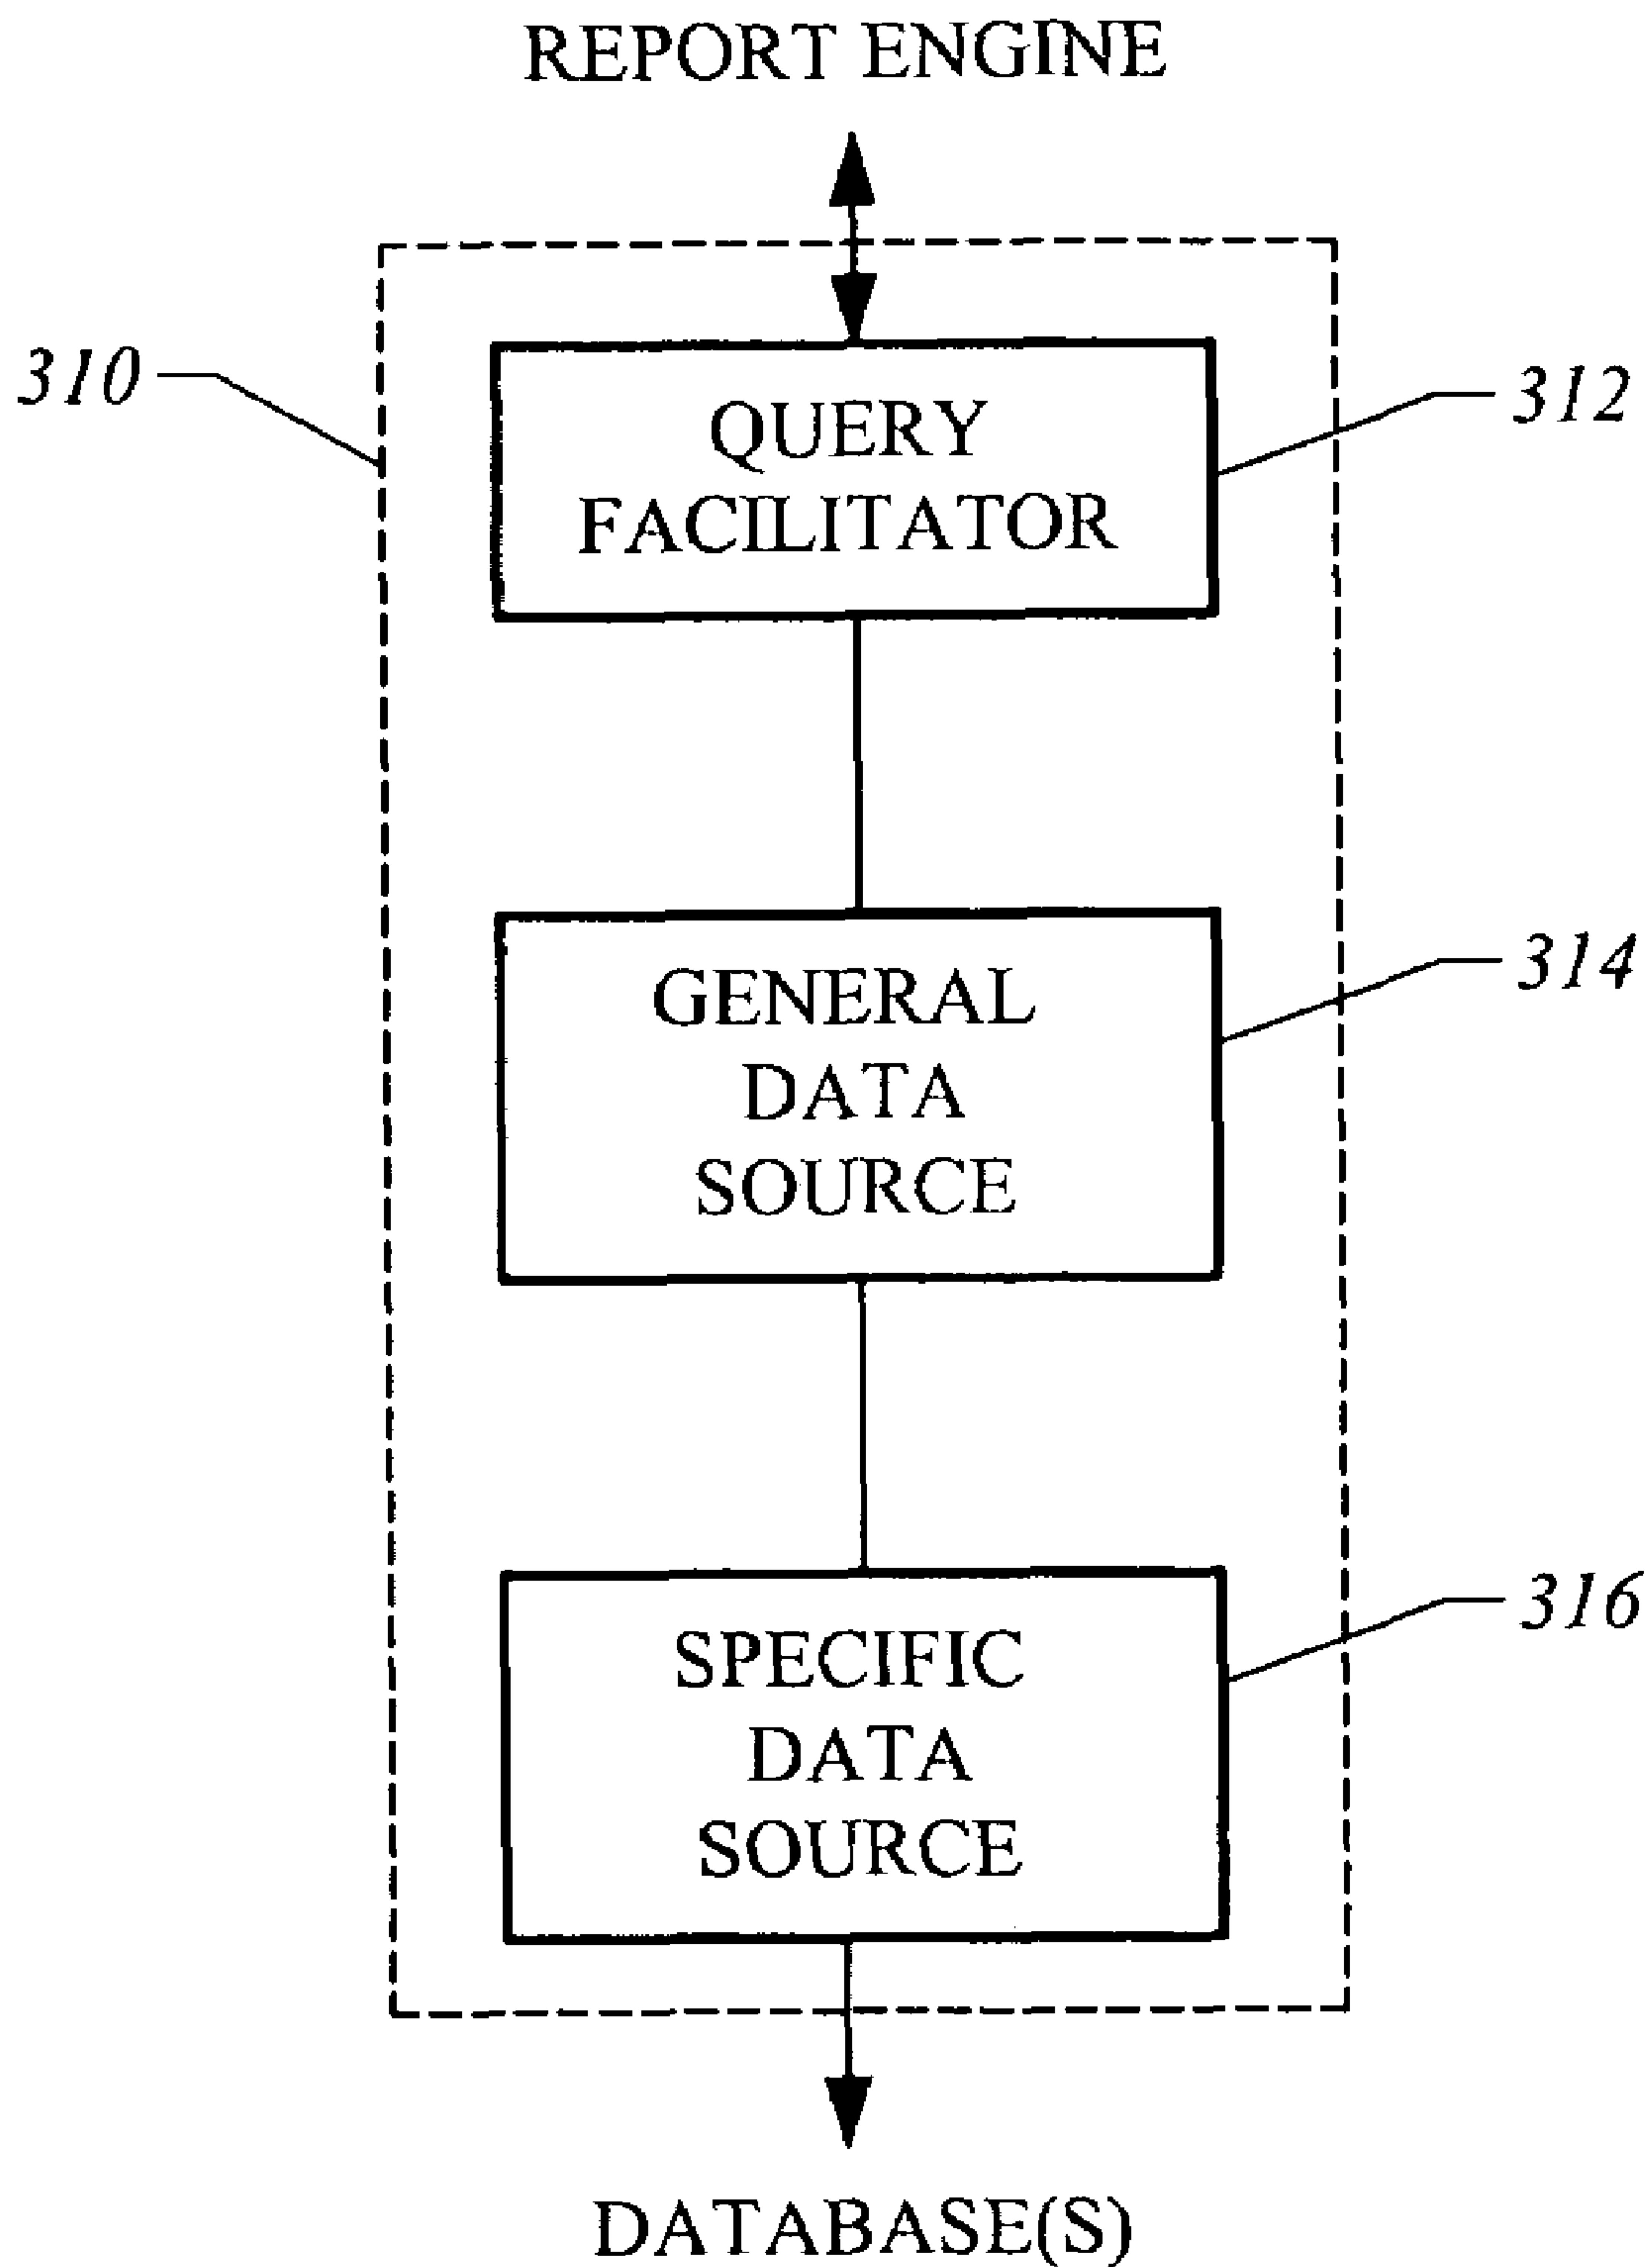 REPORT ENGINE
310
312
QUERY
FACILITATOR
314
GENERAL
DATA
SOURCE
316
SPECIFIC
DATA
SOURCE
DATABASE(S)